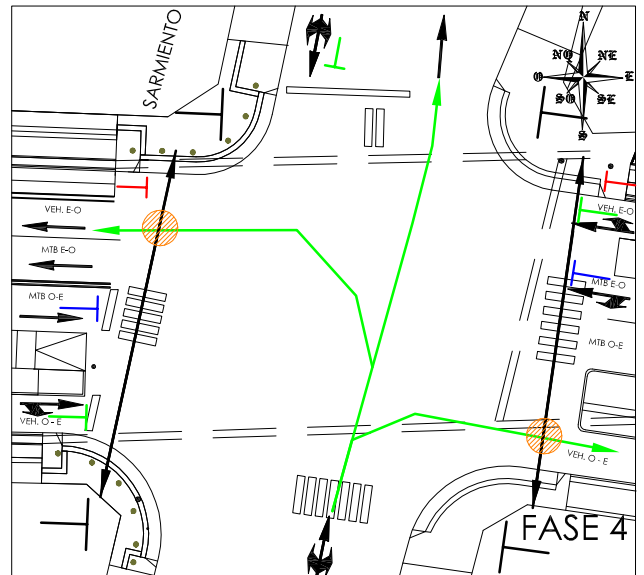 SARMIENTO
N
NO
NE
O
E
SO
SE
S
VEH. E-O
MTB E-O
MTB O-E
VEH. O - E
VEH. E-O
MTB E-O
MTB O-E
VEH. O - E
FASE 4